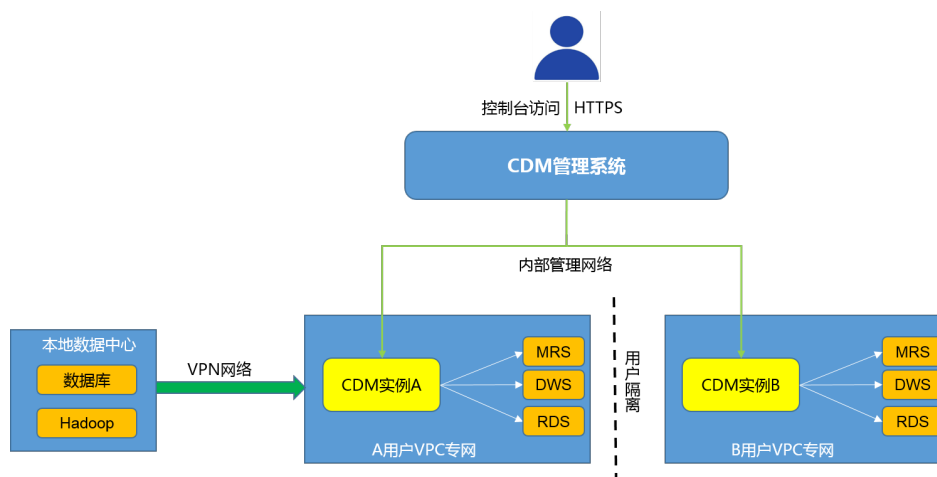 控制台访问 HTTPS
CDM管理系统
内部管理网络
本地数据中心
数据库
Hadoop
VPN网络
CDM实例A
MRS
DWS
RDS
A用户VPC专网
用户隔离
CDM实例B
MRS
DWS
RDS
B用户VPC专网